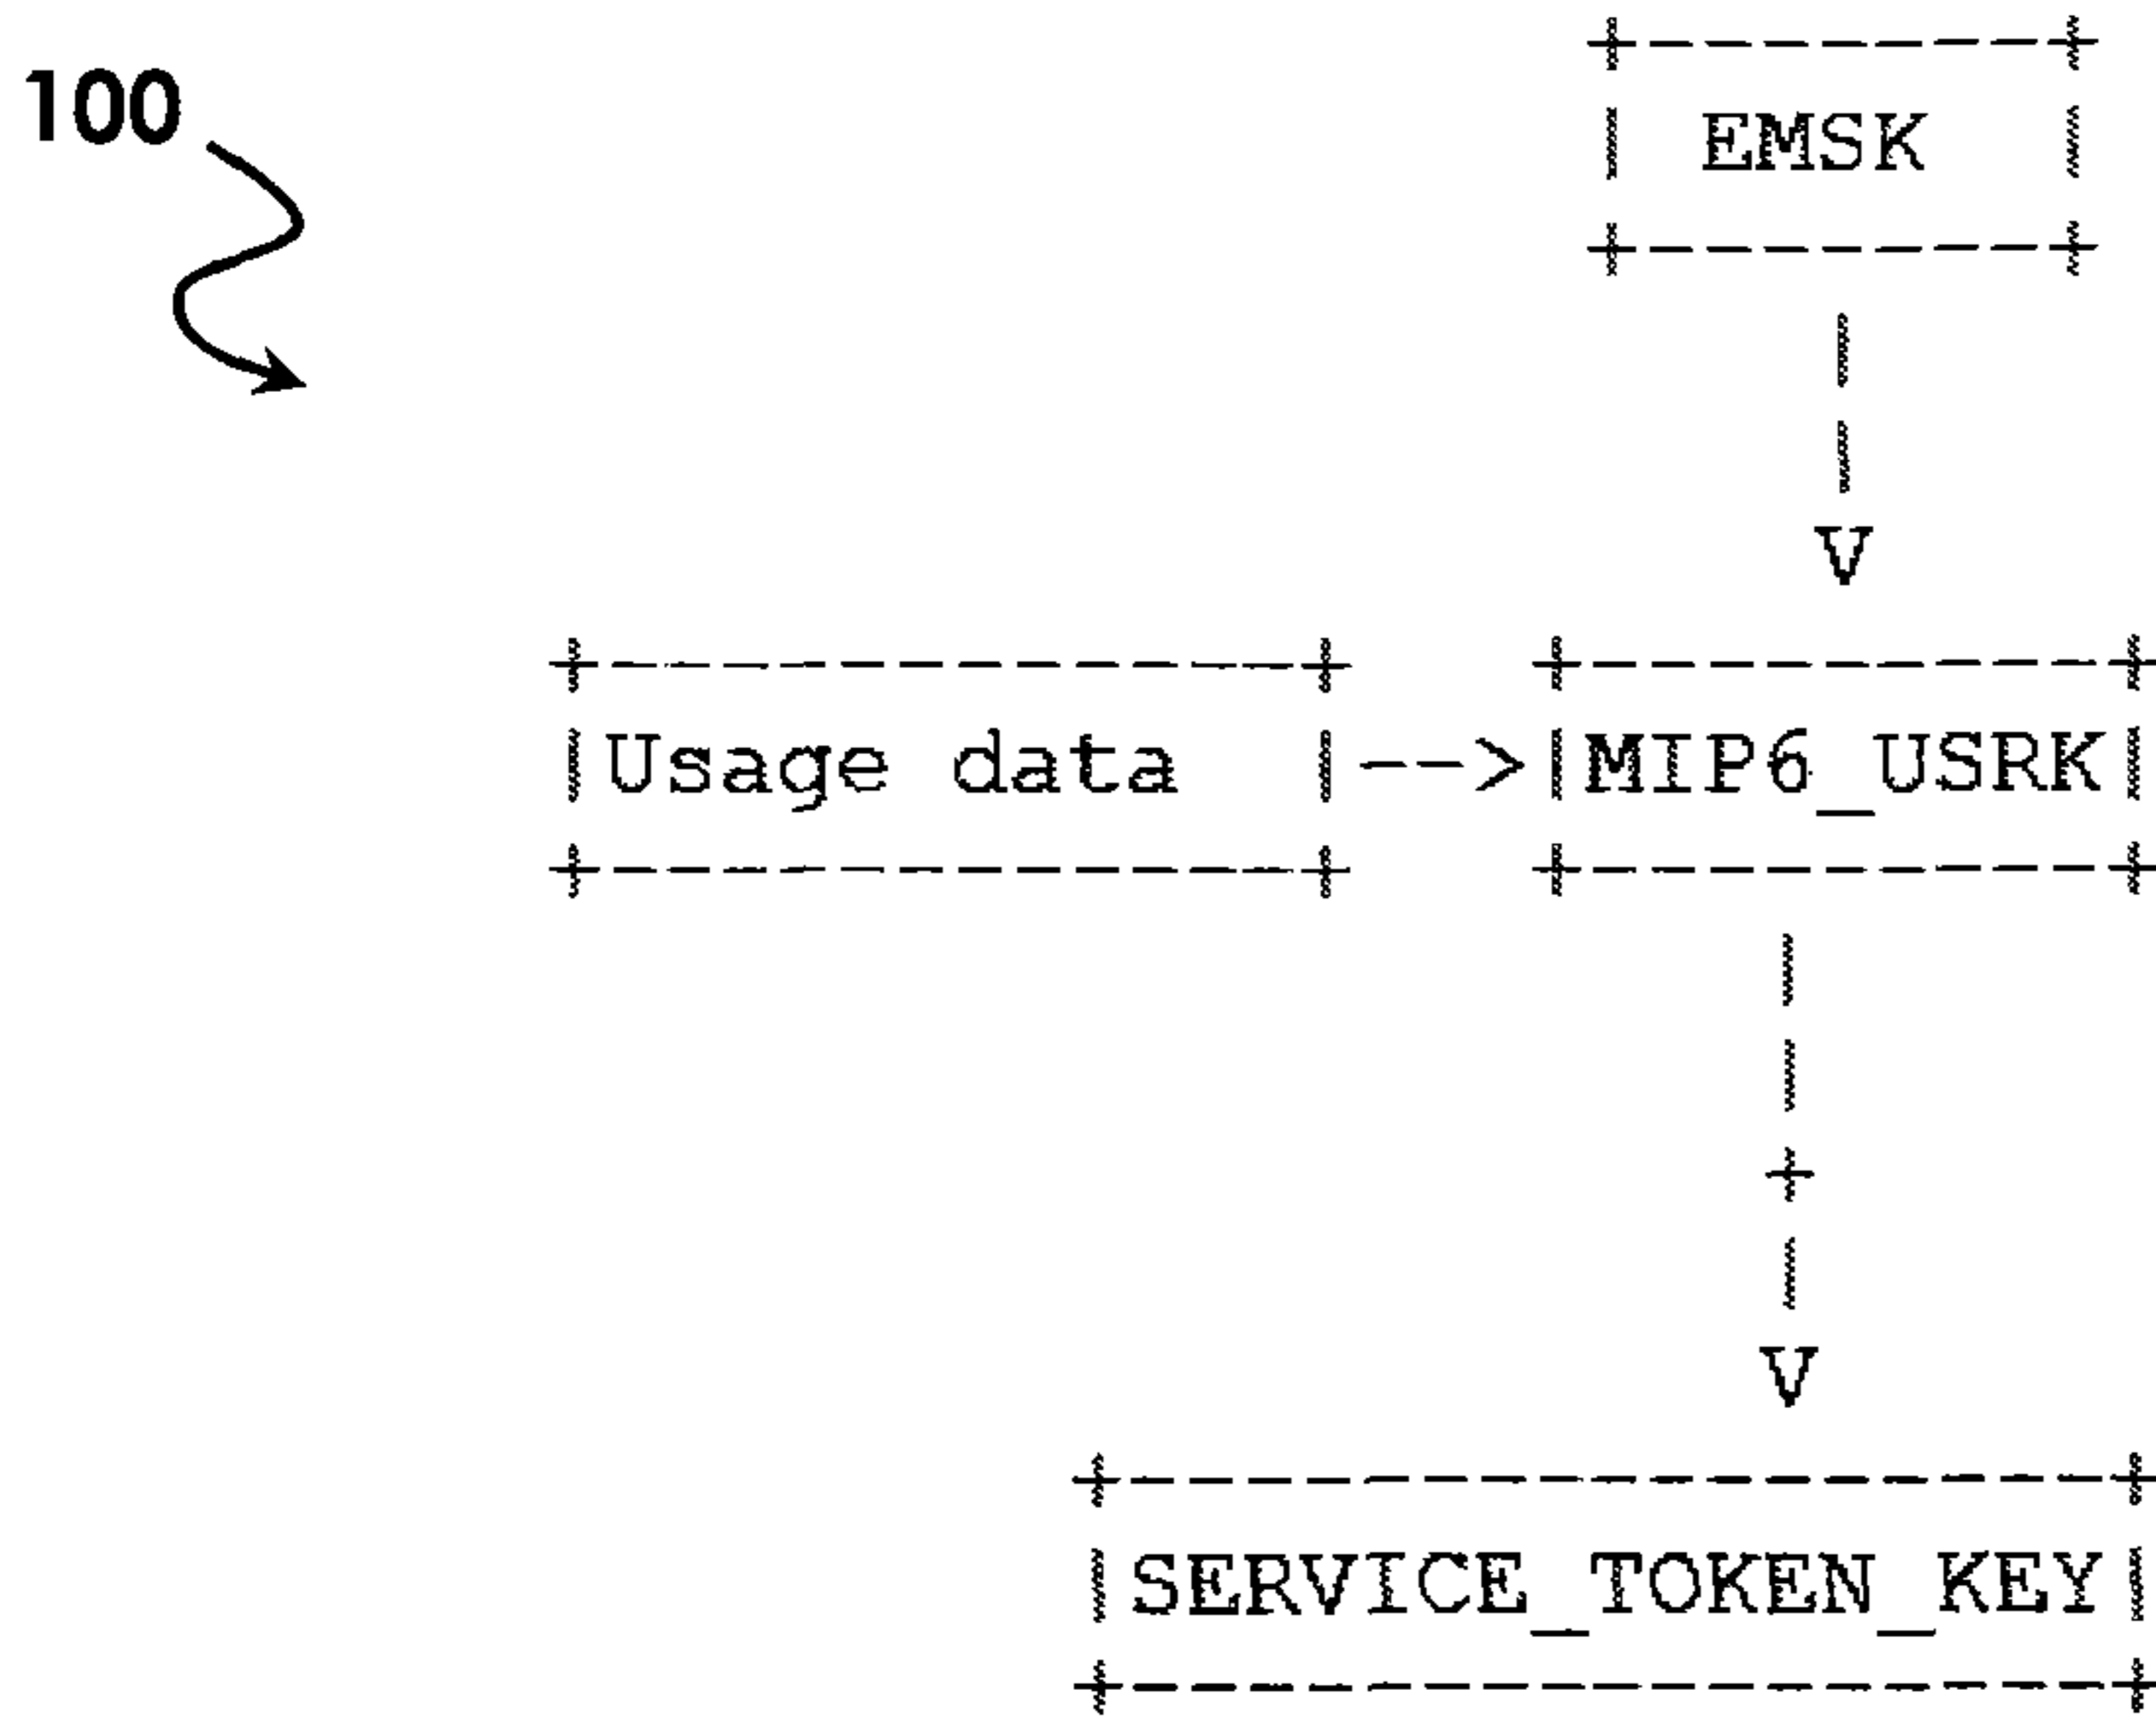 100
EMSK
Usage data
MIP6_USRK
SERVICE_TOKEN_KEY